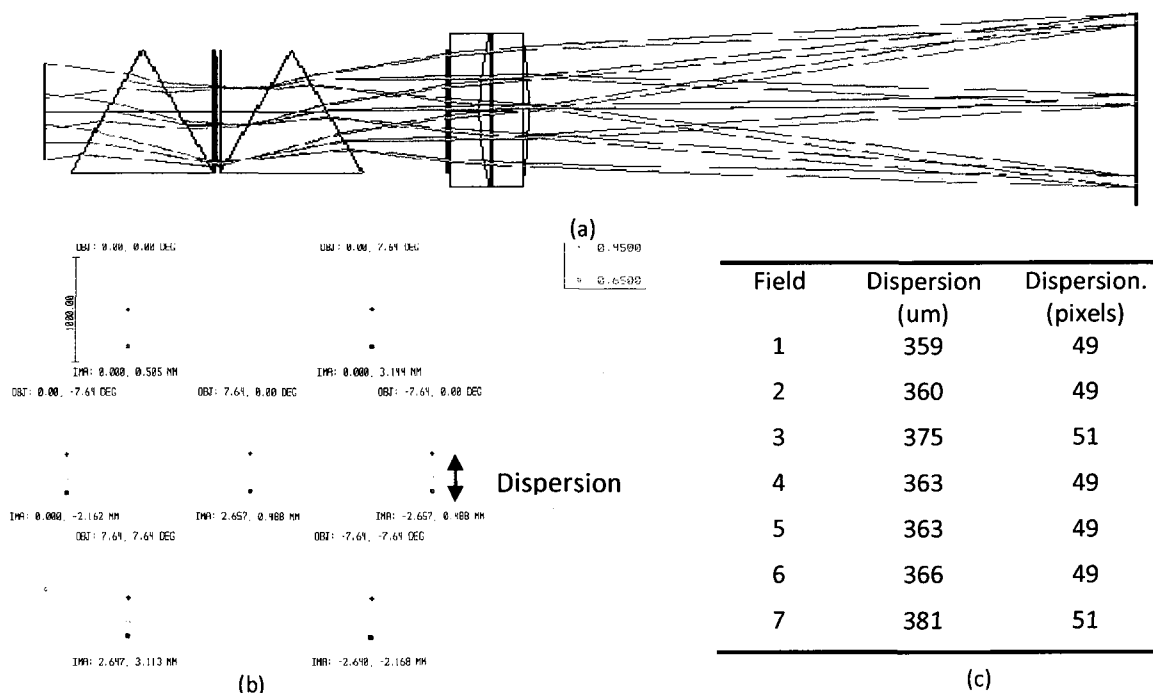 (a)
OBJ: 0.00, 0.00 DEG
OBJ: 0.00, 7.64 DEG
0.4500
0.6500
1000.00
IMA: 0.000, 0.505 MM
IMA: 0.000, 3.144 MM
OBJ: 0.00, -7.64 DEG
OBJ: 7.64, 0.00 DEG
OBJ: -7.64, 0.00 DEG
Dispersion
IMA: 0.000, -2.162 MM
IMA: 2.657, 0.488 MM
IMA: -2.657, 0.488 MM
OBJ: 7.64, 7.64 DEG
OBJ: -7.64, -7.64 DEG
IMA: 2.647, 3.113 MM
IMA: -2.640, -2.168 MM
(b)
Field Dispersion Dispersion.
(um) (pixels)
1 359 49
2 360 49
3 375 51
4 363 49
5 363 49
6 366 49
7 381 51
(c)